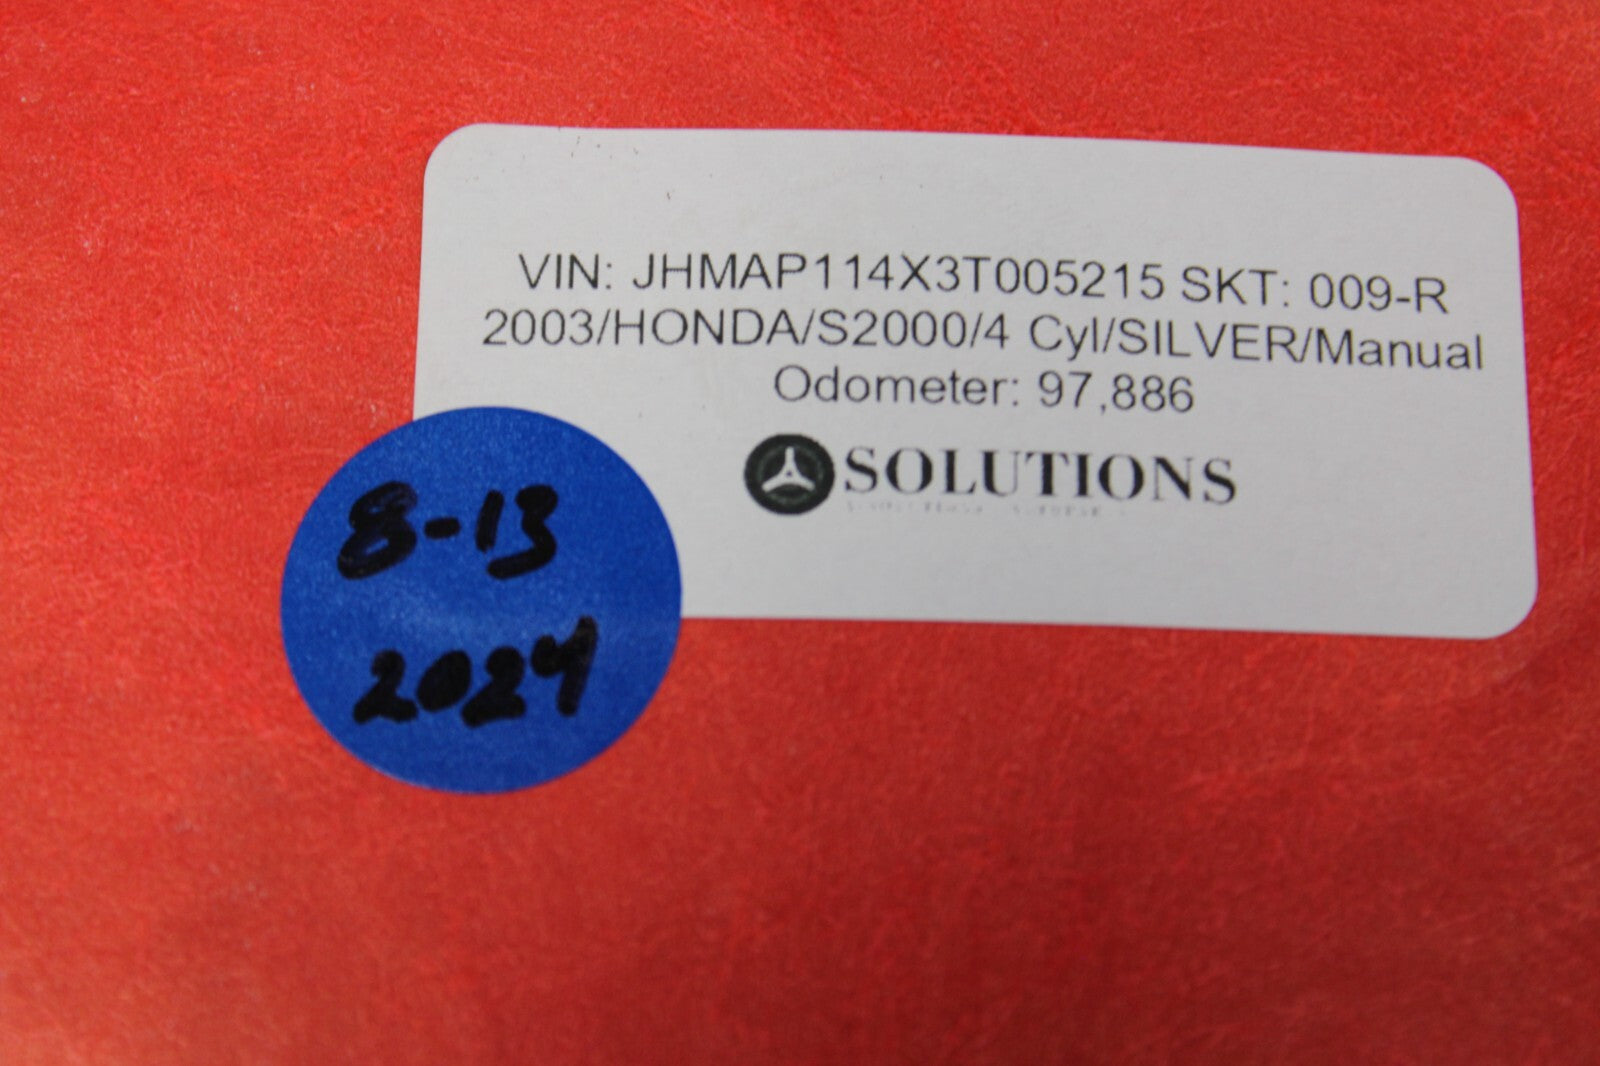 VIN: JHMAP114X3T005215 SKT: 009-R
2003/HONDA/S2000/4 Cyl/SILVER/Manual
Odometer: 97,886
SOLUTIONS
8-13
2024